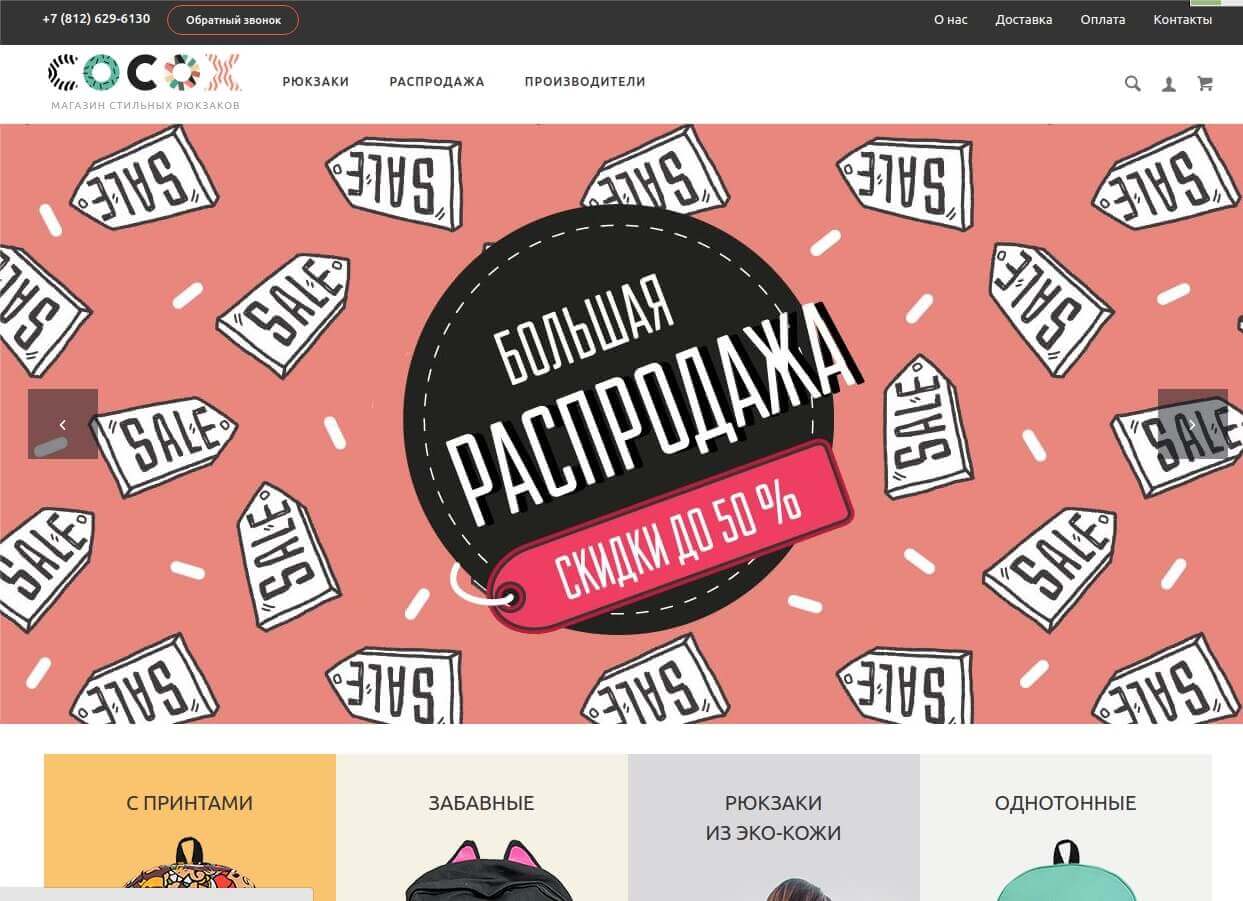 +7 (812) 629-6130
Обратный звонок
О нас
Доставка
Оплата
Контакты
COCOX
МАГАЗИН СТИЛЬНЫХ РЮКЗАКОВ
РЮКЗАКИ
РАСПРОДАЖА
ПРОИЗВОДИТЕЛИ
SALE
SALE
SALE
SALE
SALE
SALE
SALE
SALE
БОЛЬШАЯ
РАСПРОДАЖА
СКИДКИ ДО 50 %
SALE
SALE
SALE
SALE
SALE
SALE
SALE
SALE
SALE
SALE
SALE
SALE
С ПРИНТАМИ
ЗАБАВНЫЕ
РЮКЗАКИ
ИЗ ЭКО-КОЖИ
ОДНОТОННЫЕ